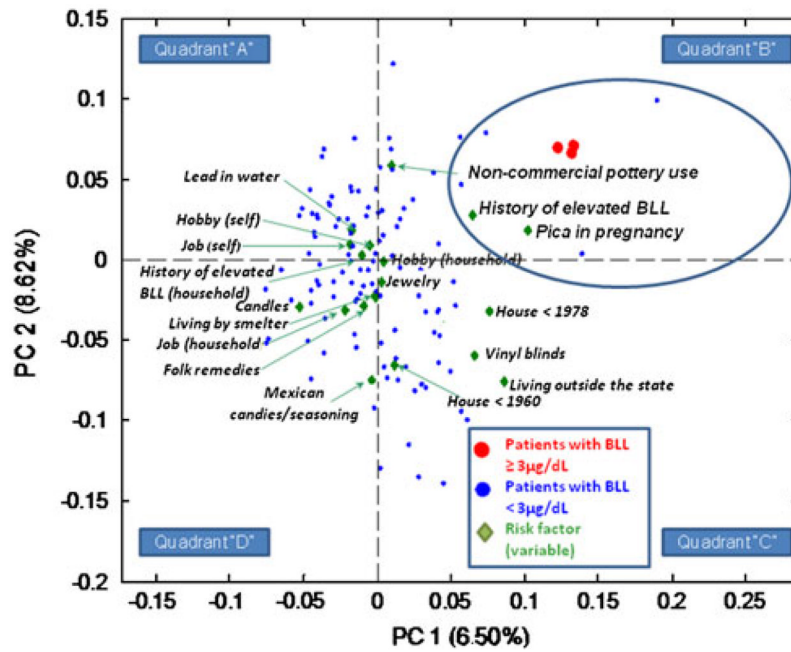 Quadrant"A"
Quadrant"B"
0.15
0.1
0.05
0
-0.05
-0.1
-0.15
-0.2
PC 2 (8.62%)
Lead in water
Non-commercial pottery use
Hobby (self)
History of elevated BLL
Job (self)
Pica in pregnancy
History of elevated
BLL (household)
Hobby (household)
Jewelry
Candles
House < 1978
Living by smelter
Job (household
Vinyl blinds
Folk remedies
Living outside the state
Mexican
candies/seasoning
House < 1960
Patients with BLL
≥ 3µg/dL
Patients with BLL
< 3µg/dL
Risk factor
(variable)
Quadrant"D"
Quadrant"C"
-0.15
-0.1
-0.05
0
0.05
0.1
0.15
0.2
0.25
PC 1 (6.50%)